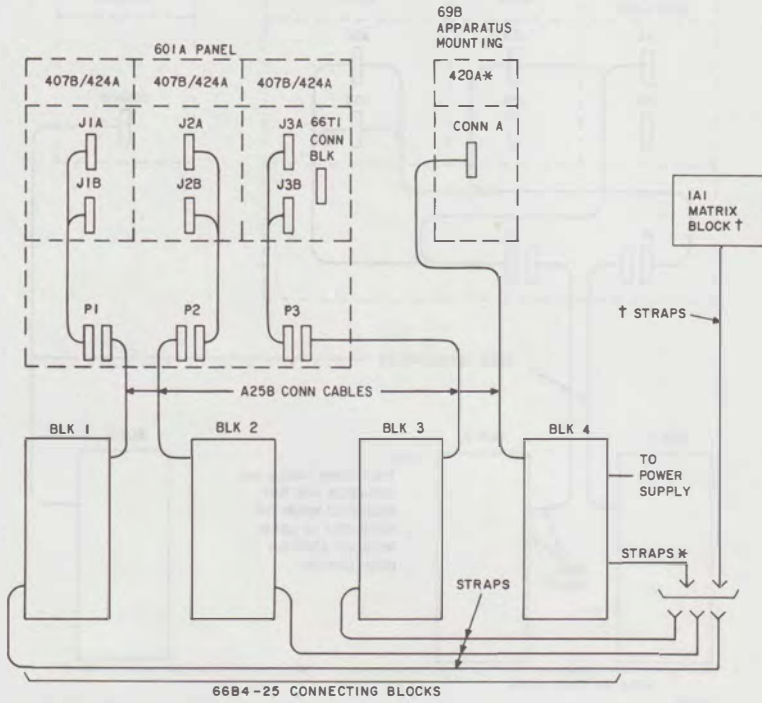 69B
APPARATUS
MOUNTING
601A PANEL
407B/424A
407B/424A
407B/424A
420A*
J1A
J2A
J3A
66T1
CONN
BLK
CONN A
J1B
J2B
J3B
1A1
MATRIX
BLOCK †
P1
P2
P3
† STRAPS
A25B CONN CABLES
BLK 1
BLK 2
BLK 3
BLK 4
TO
POWER
SUPPLY
STRAPS *
STRAPS
66B4-25 CONNECTING BLOCKS